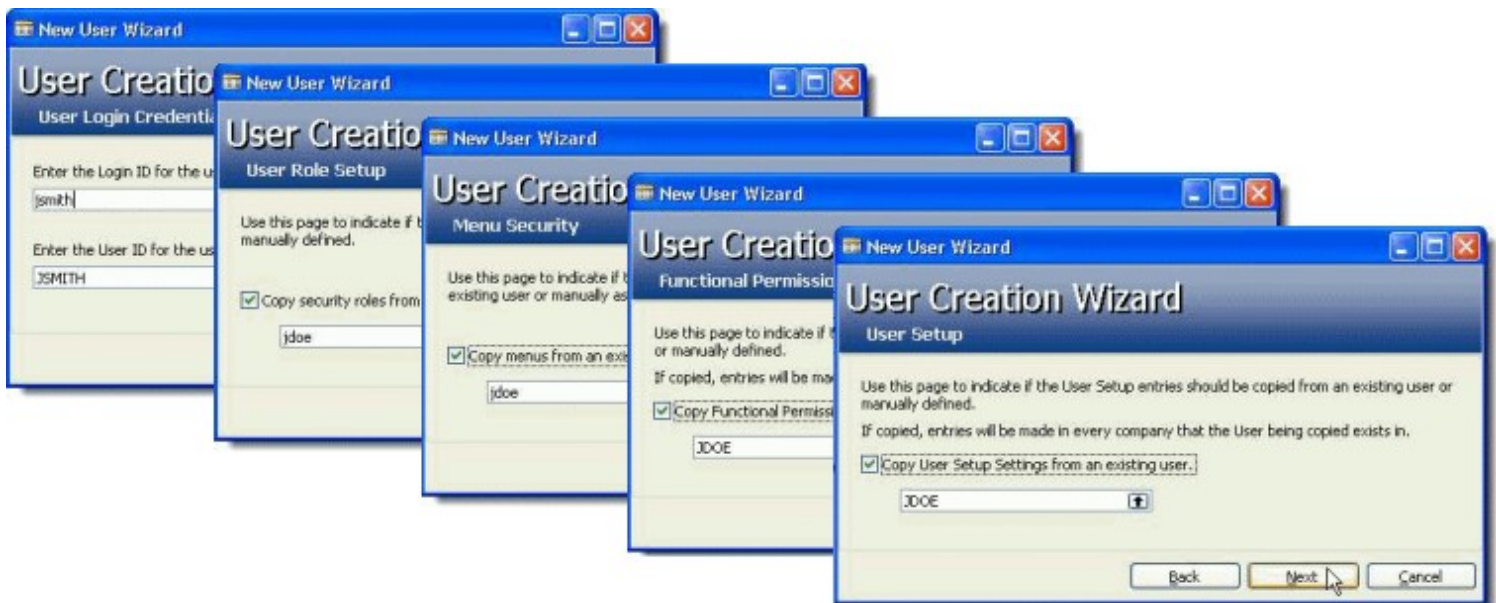 New User Wizard
User Creatio
User Login Credentia
Enter the Login ID for the u
jsmith
Enter the User ID for the us
JSMITH
New User Wizard
User Creatio
User Role Setup
Use this page to indicate if t
manually defined.
Copy security roles from
jdoe
New User Wizard
User Creatio
Menu Security
Use this page to indicate if t
existing user or manually as
Copy menus from an exis
jdoe
New User Wizard
User Creatio
Functional Permissio
Use this page to indicate if t
or manually defined.
If copied, entries will be mad
Copy Functional Permissi
JDOE
New User Wizard
User Creation Wizard
User Setup
Use this page to indicate if the User Setup entries should be copied from an existing user or
manually defined.
If copied, entries will be made in every company that the User being copied exists in.
Copy User Setup Settings from an existing user.
JDOE
Back Next Cancel